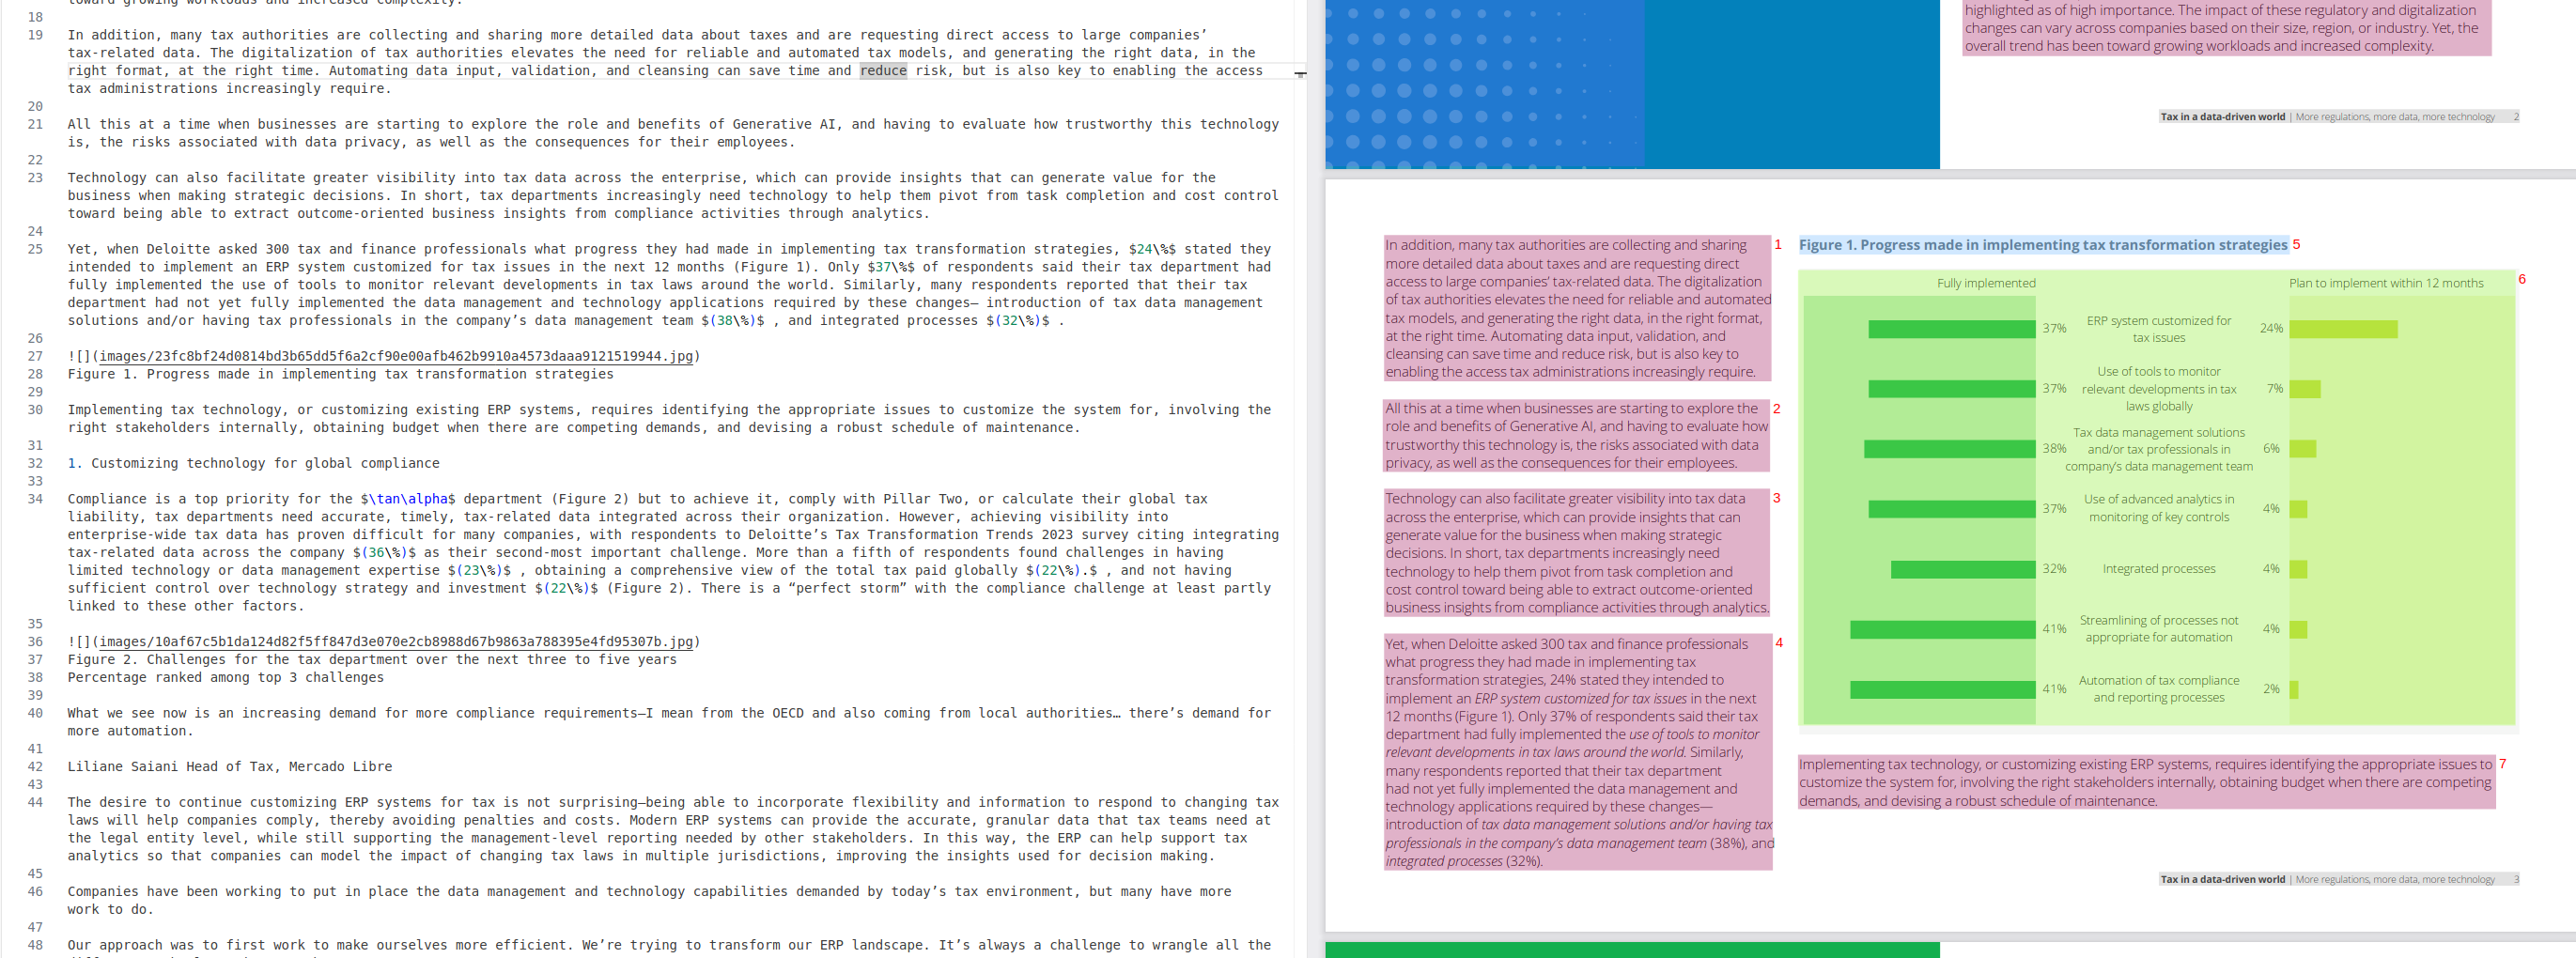 toward growing workloads and increased complexity.
18
19 In addition, many tax authorities are collecting and sharing more detailed data about taxes and are requesting direct access to large companies’
tax-related data. The digitalization of tax authorities elevates the need for reliable and automated tax models, and generating the right data, in the
right format, at the right time. Automating data input, validation, and cleansing can save time and reduce risk, but is also key to enabling the access
tax administrations increasingly require.
20
21 All this at a time when businesses are starting to explore the role and benefits of Generative AI, and having to evaluate how trustworthy this technology
is, the risks associated with data privacy, as well as the consequences for their employees.
22
23 Technology can also facilitate greater visibility into tax data across the enterprise, which can provide insights that can generate value for the
business when making strategic decisions. In short, tax departments increasingly need technology to help them pivot from task completion and cost control
toward being able to extract outcome-oriented business insights from compliance activities through analytics.
24
25 Yet, when Deloitte asked 300 tax and finance professionals what progress they had made in implementing tax transformation strategies, $24\%$ stated they
intended to implement an ERP system customized for tax issues in the next 12 months (Figure 1). Only $37\%$ of respondents said their tax department had
fully implemented the use of tools to monitor relevant developments in tax laws around the world. Similarly, many respondents reported that their tax
department had not yet fully implemented the data management and technology applications required by these changes— introduction of tax data management
solutions and/or having tax professionals in the company’s data management team $(38\%)$ , and integrated processes $(32\%)$ .
26
27 ![](images/23fc8bf24d0814bd3b65dd5f6a2cf90e00afb462b9910a4573daaa9121519944.jpg)
28 Figure 1. Progress made in implementing tax transformation strategies
29
30 Implementing tax technology, or customizing existing ERP systems, requires identifying the appropriate issues to customize the system for, involving the
right stakeholders internally, obtaining budget when there are competing demands, and devising a robust schedule of maintenance.
31
32 1. Customizing technology for global compliance
33
34 Compliance is a top priority for the $\tan\alpha$ department (Figure 2) but to achieve it, comply with Pillar Two, or calculate their global tax
liability, tax departments need accurate, timely, tax-related data integrated across their organization. However, achieving visibility into
enterprise-wide tax data has proven difficult for many companies, with respondents to Deloitte’s Tax Transformation Trends 2023 survey citing integrating
tax-related data across the company $(36\%)$ as their second-most important challenge. More than a fifth of respondents found challenges in having
limited technology or data management expertise $(23\%)$ , obtaining a comprehensive view of the total tax paid globally $(22\%).$ , and not having
sufficient control over technology strategy and investment $(22\%)$ (Figure 2). There is a “perfect storm” with the compliance challenge at least partly
linked to these other factors.
35
36 ![](images/10af67c5b1da124d82f5ff847d3e070e2cb8988d67b9863a788395e4fd95307b.jpg)
37 Figure 2. Challenges for the tax department over the next three to five years
38 Percentage ranked among top 3 challenges
39
40 What we see now is an increasing demand for more compliance requirements—I mean from the OECD and also coming from local authorities… there’s demand for
more automation.
41
42 Liliane Saiani Head of Tax, Mercado Libre
43
44 The desire to continue customizing ERP systems for tax is not surprising—being able to incorporate flexibility and information to respond to changing tax
laws will help companies comply, thereby avoiding penalties and costs. Modern ERP systems can provide the accurate, granular data that tax teams need at
the legal entity level, while still supporting the management-level reporting needed by other stakeholders. In this way, the ERP can help support tax
analytics so that companies can model the impact of changing tax laws in multiple jurisdictions, improving the insights used for decision making.
45
46 Companies have been working to put in place the data management and technology capabilities demanded by today’s tax environment, but many have more
work to do.
47
48 Our approach was to first work to make ourselves more efficient. We’re trying to transform our ERP landscape. It’s always a challenge to wrangle all the
highlighted as of high importance. The impact of these regulatory and digitalization
changes can vary across companies based on their size, region, or industry. Yet, the
overall trend has been toward growing workloads and increased complexity.
Tax in a data-driven world | More regulations, more data, more technology 2
In addition, many tax authorities are collecting and sharing 1
more detailed data about taxes and are requesting direct
access to large companies’ tax-related data. The digitalization
of tax authorities elevates the need for reliable and automated
tax models, and generating the right data, in the right format,
at the right time. Automating data input, validation, and
cleansing can save time and reduce risk, but is also key to
enabling the access tax administrations increasingly require.
All this at a time when businesses are starting to explore the 2
role and benefits of Generative AI, and having to evaluate how
trustworthy this technology is, the risks associated with data
privacy, as well as the consequences for their employees.
Technology can also facilitate greater visibility into tax data 3
across the enterprise, which can provide insights that can
generate value for the business when making strategic
decisions. In short, tax departments increasingly need
technology to help them pivot from task completion and
cost control toward being able to extract outcome-oriented
business insights from compliance activities through analytics.
Yet, when Deloitte asked 300 tax and finance professionals 4
what progress they had made in implementing tax
transformation strategies, 24% stated they intended to
implement an ERP system customized for tax issues in the next
12 months (Figure 1). Only 37% of respondents said their tax
department had fully implemented the use of tools to monitor
relevant developments in tax laws around the world. Similarly,
many respondents reported that their tax department
had not yet fully implemented the data management and
technology applications required by these changes—
introduction of tax data management solutions and/or having tax
professionals in the company’s data management team (38%), and
integrated processes (32%).
Figure 1. Progress made in implementing tax transformation strategies 5
Fully implemented Plan to implement within 12 months 6
37% ERP system customized for 24%
tax issues
Use of tools to monitor
37% relevant developments in tax 7%
laws globally
Tax data management solutions
38% and/or tax professionals in 6%
company’s data management team
37% Use of advanced analytics in 4%
monitoring of key controls
32% Integrated processes 4%
41% Streamlining of processes not 4%
appropriate for automation
41% Automation of tax compliance 2%
and reporting processes
Implementing tax technology, or customizing existing ERP systems, requires identifying the appropriate issues to 7
customize the system for, involving the right stakeholders internally, obtaining budget when there are competing
demands, and devising a robust schedule of maintenance.
Tax in a data-driven world | More regulations, more data, more technology 3